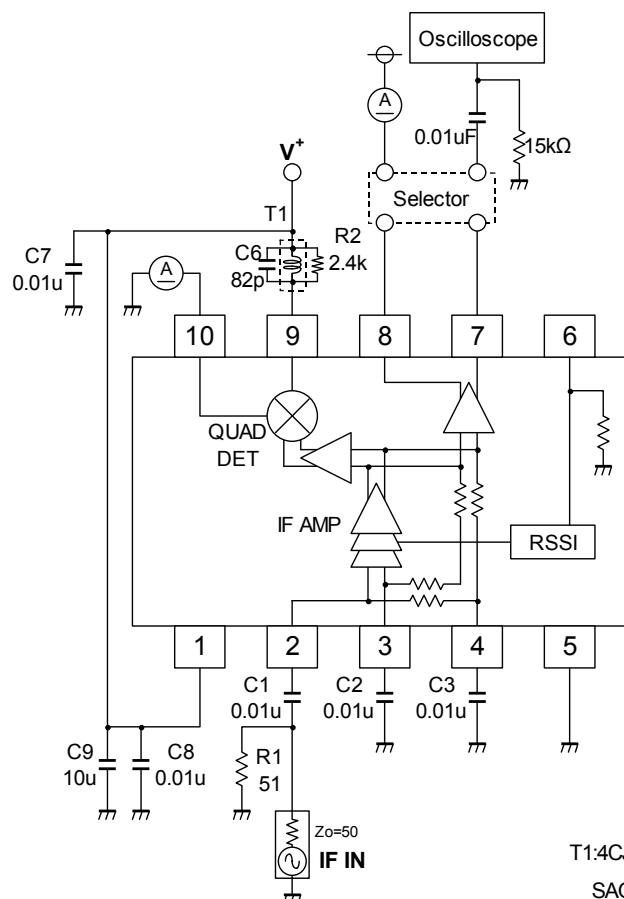 Oscilloscope
A
0.01uF
15kΩ
V+
Selector
T1
C7
0.01u
A
C6
82p
R2
2.4k
10
9
8
7
6
QUAD
DET
IF AMP
RSSI
1
2
3
4
5
C1
0.01u
C2
0.01u
C3
0.01u
C9
10u
C8
0.01u
R1
51
Zo=50
IF IN